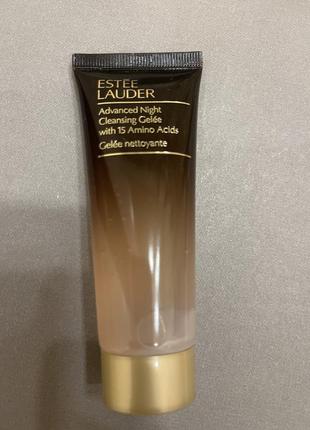 ESTĒE
LAUDER
Advanced Night
Cleansing Gelée
with 15 Amino Acids
Gelée nettoyante